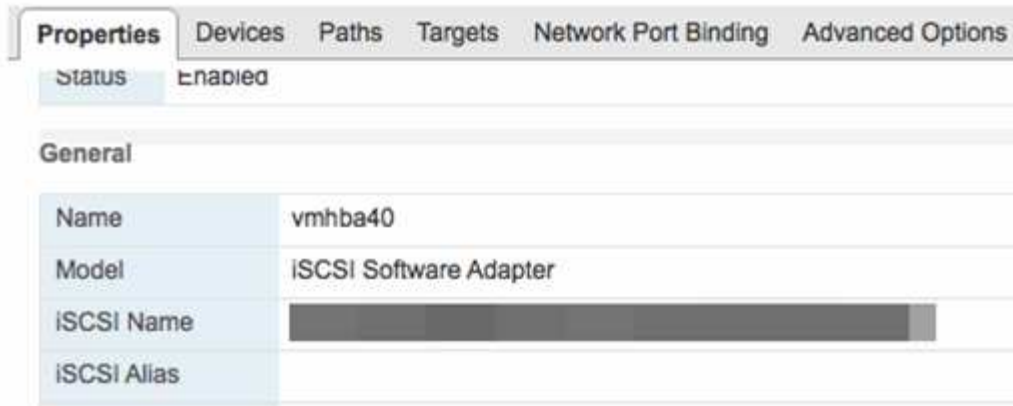 Properties Devices Paths Targets Network Port Binding Advanced Options
Status Enabled
General
Name vmhba40
Model iSCSI Software Adapter
iSCSI Name
iSCSI Alias